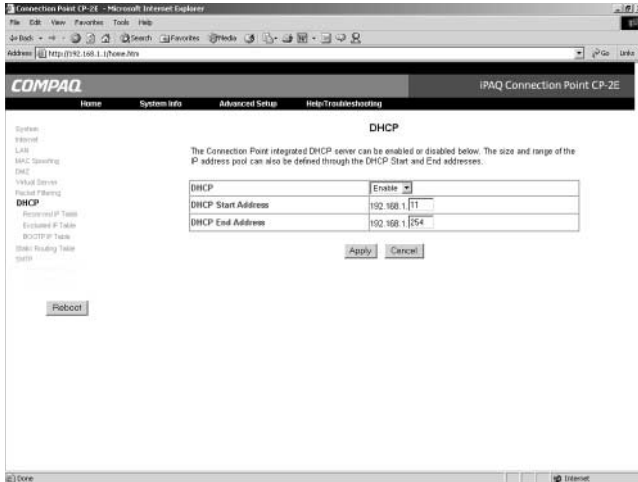 Connection Point CP-2E - Microsoft Internet Explorer
File Edit View Favorites Tools Help
Back Search Favorites Media
Address http://192.168.1.1/home.htm Go Links
COMPAQ iPAQ Connection Point CP-2E
Home System Info Advanced Setup Help/Troubleshooting
System
Internet
LAN
MAC Spoofing
DMZ
Virtual Server
Packet Filtering
DHCP
Reserved IP Table
Excluded IP Table
BOOTP IP Table
Static Routing Table
SNTP
Reboot
DHCP
The Connection Point integrated DHCP server can be enabled or disabled below. The size and range of the
IP address pool can also be defined through the DHCP Start and End addresses.
DHCP Enable
DHCP Start Address 192.168.1. 11
DHCP End Address 192.168.1. 254
Apply Cancel
Done Internet